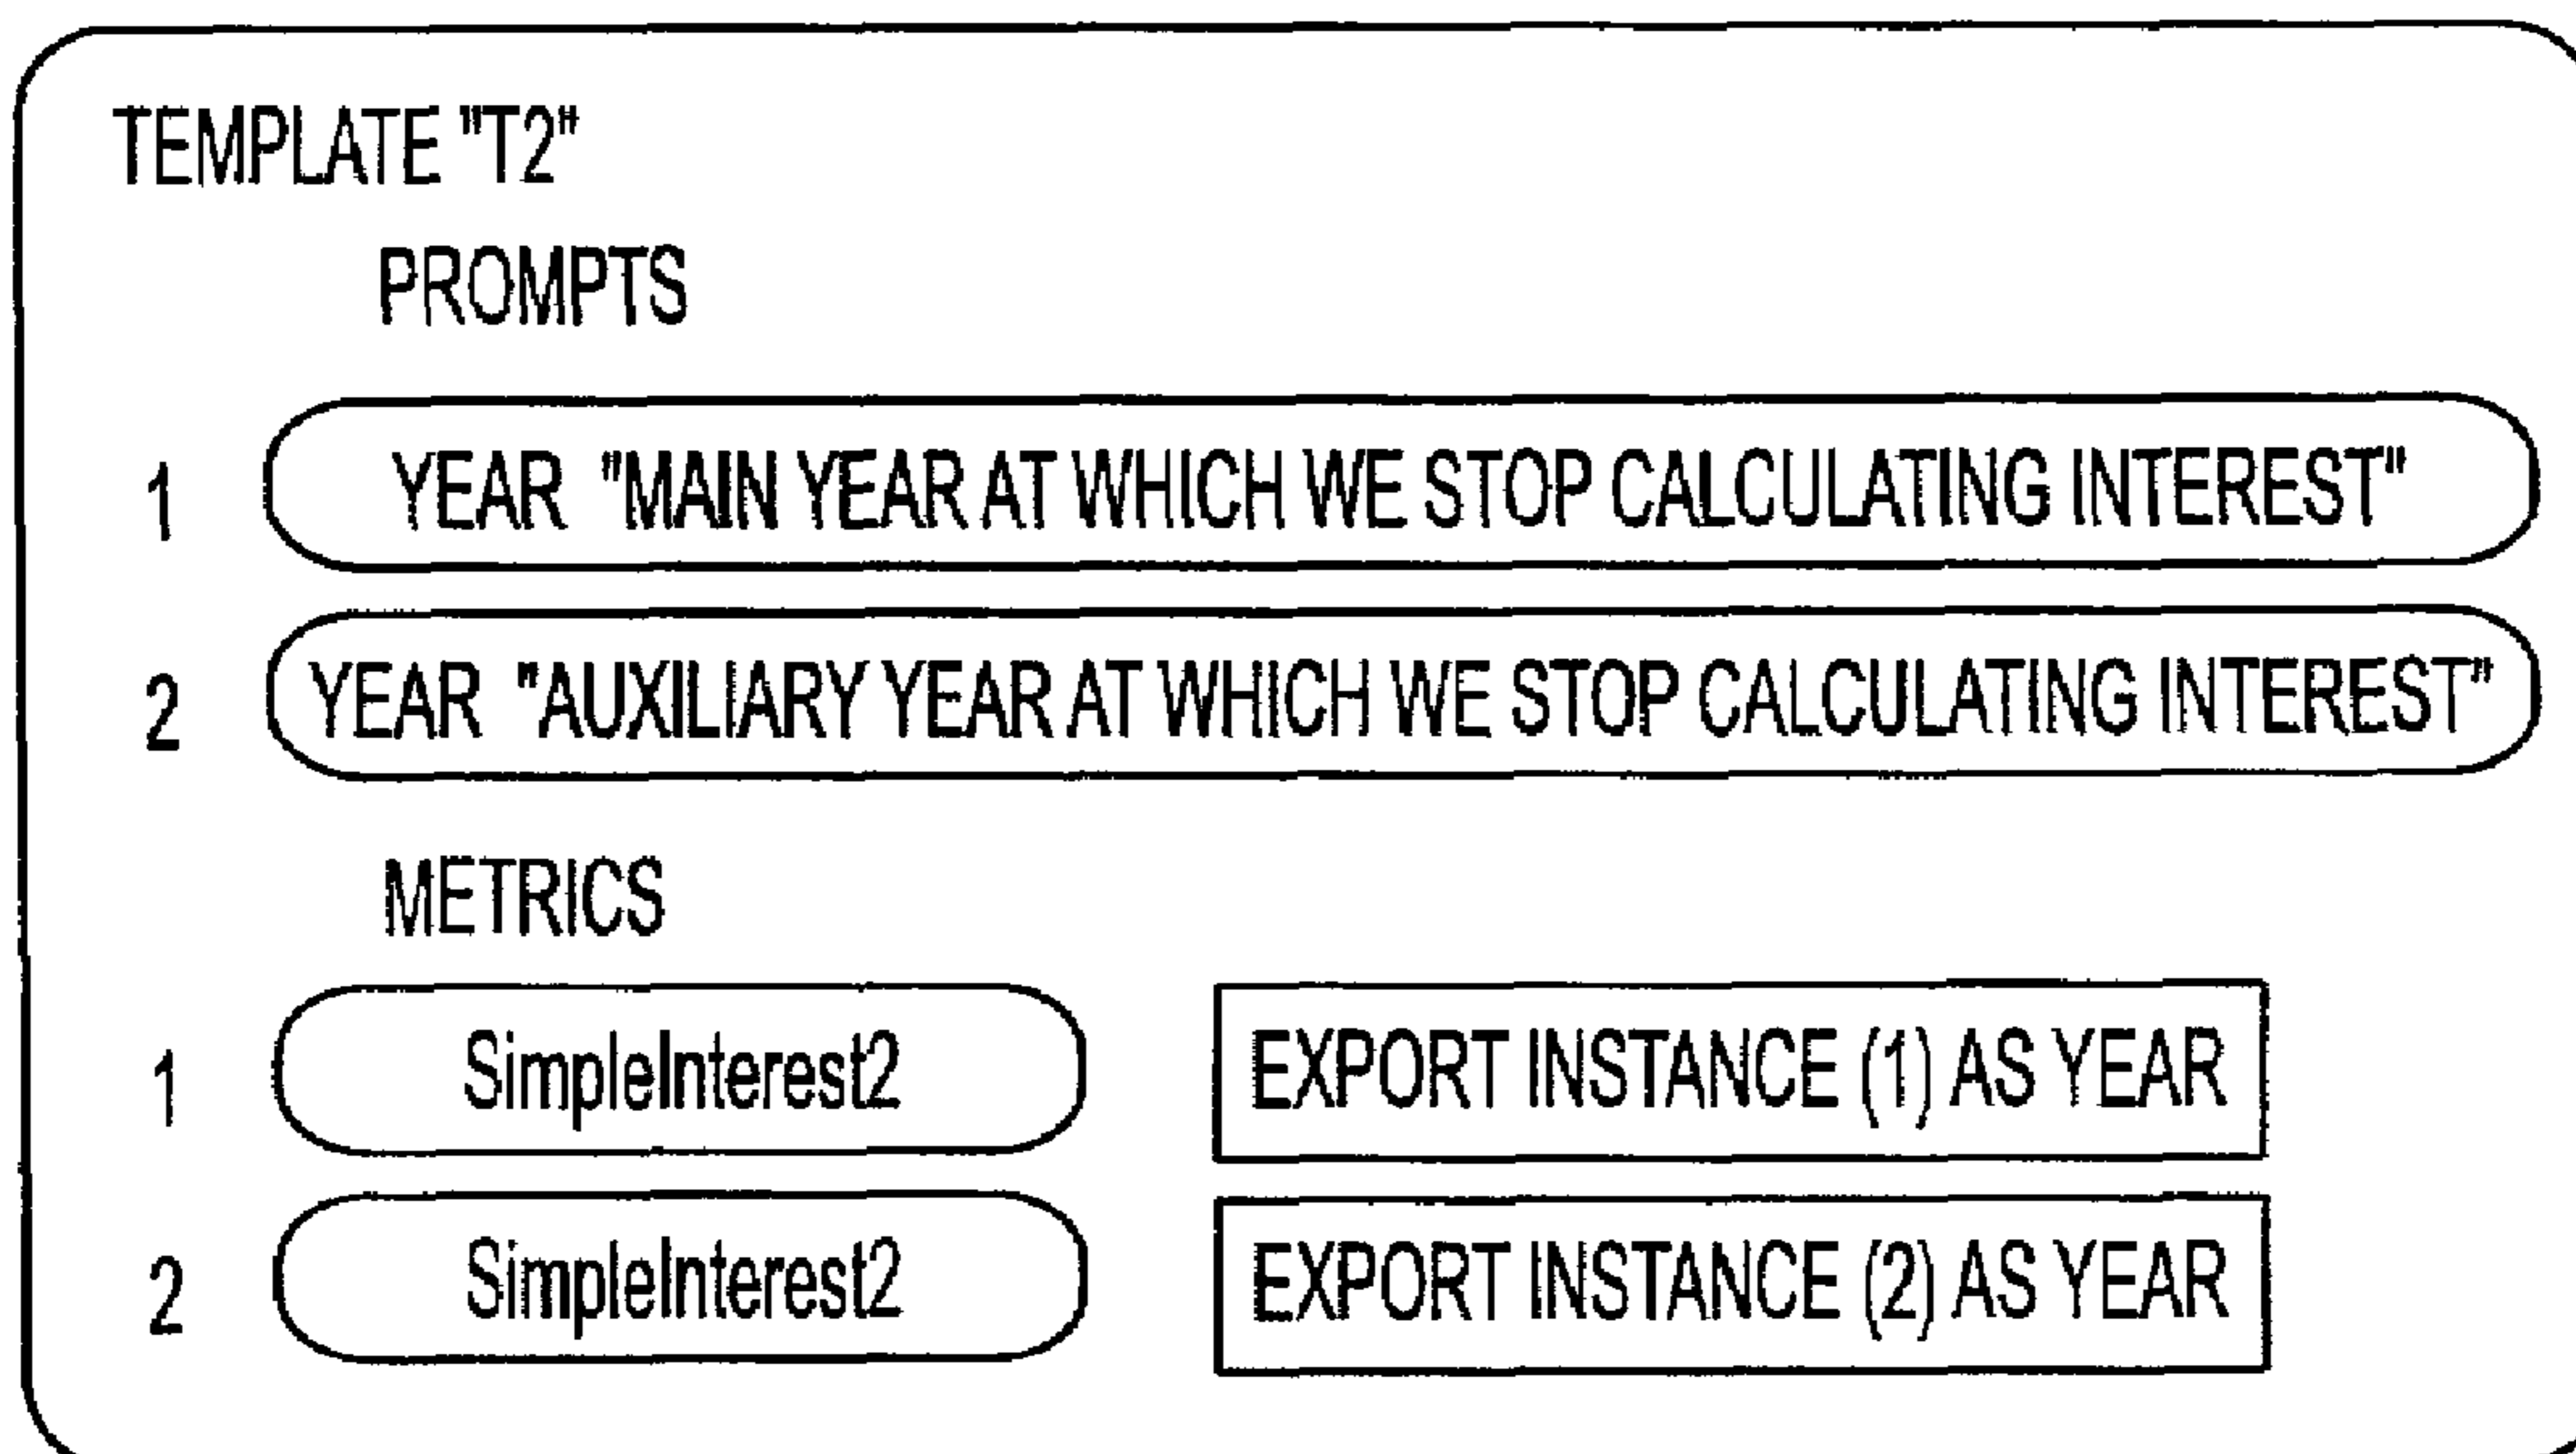 TEMPLATE "T2"
PROMPTS
1 YEAR "MAIN YEAR AT WHICH WE STOP CALCULATING INTEREST"
2 YEAR "AUXILIARY YEAR AT WHICH WE STOP CALCULATING INTEREST"
METRICS
1 SimpleInterest2 EXPORT INSTANCE (1) AS YEAR
2 SimpleInterest2 EXPORT INSTANCE (2) AS YEAR